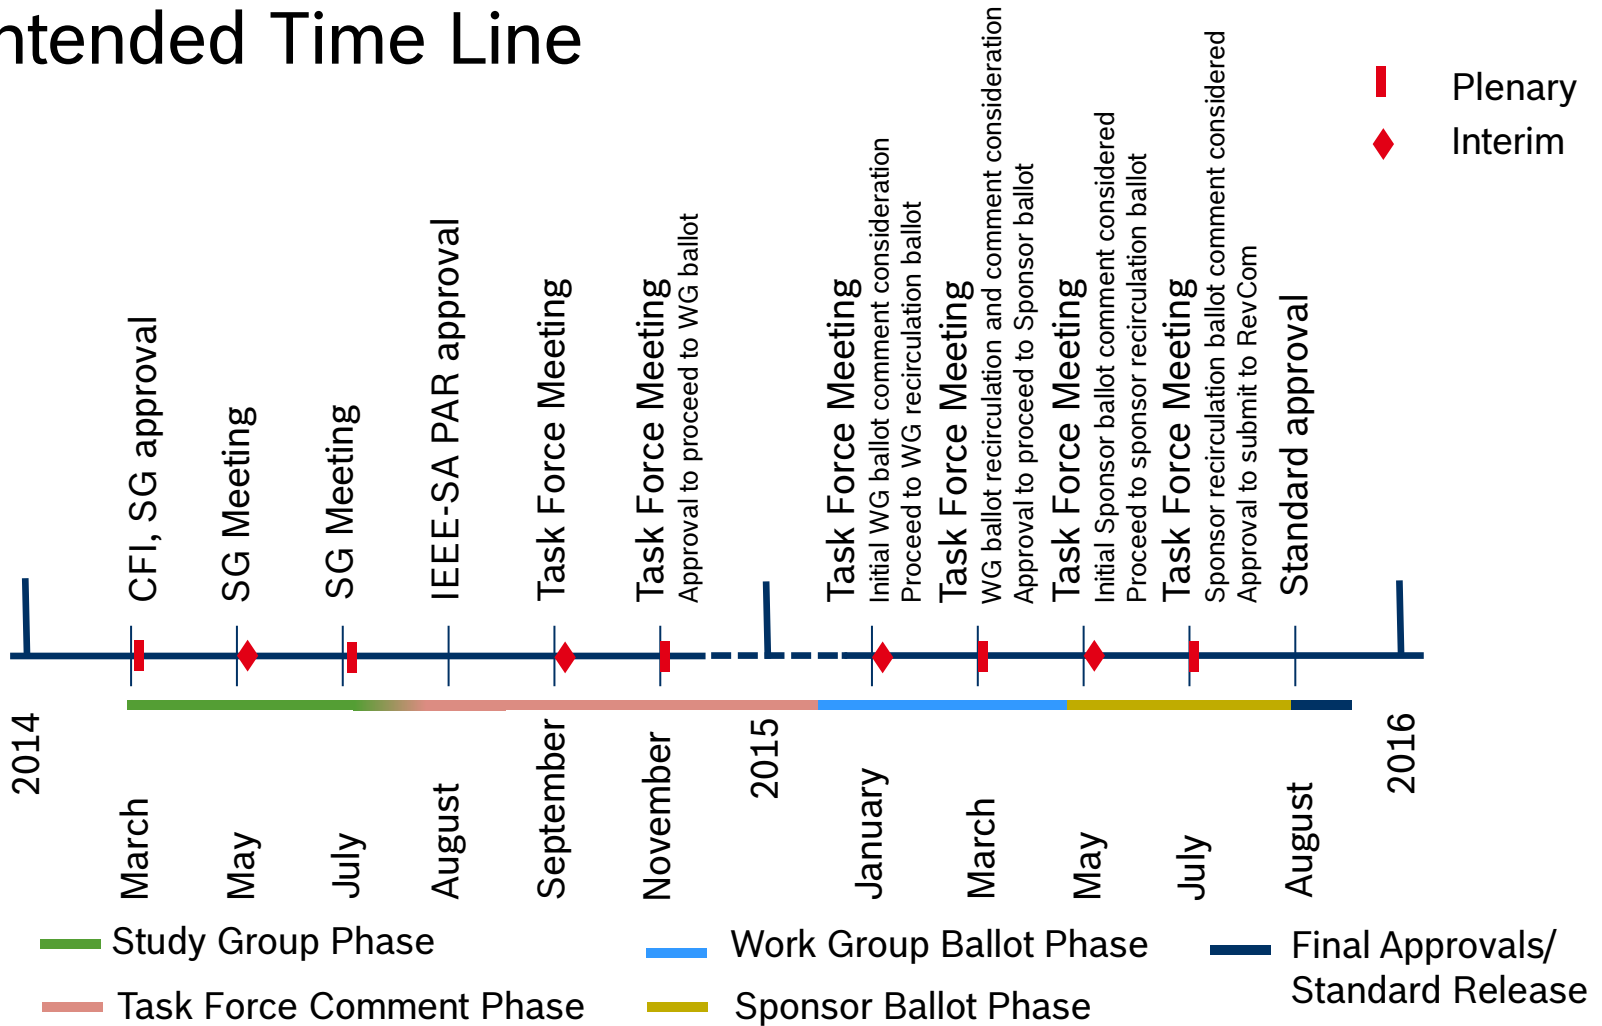 ntended Time Line
Plenary
Interim
CFI, SG approval
SG Meeting
SG Meeting
IEEE-SA PAR approval
Task Force Meeting
Task Force Meeting
Approval to proceed to WG ballot
Task Force Meeting
Initial WG ballot comment consideration
Proceed to WG recirculation ballot
Task Force Meeting
WG ballot recirculation and comment consideration
Approval to proceed to Sponsor ballot
Task Force Meeting
Initial Sponsor ballot comment considered
Proceed to sponsor recirculation ballot
Task Force Meeting
Sponsor recirculation ballot comment considered
Approval to submit to RevCom
Standard approval
2014
March
May
July
August
September
November
2015
January
March
May
July
August
2016
Study Group Phase
Task Force Comment Phase
Work Group Ballot Phase
Sponsor Ballot Phase
Final Approvals/
Standard Release